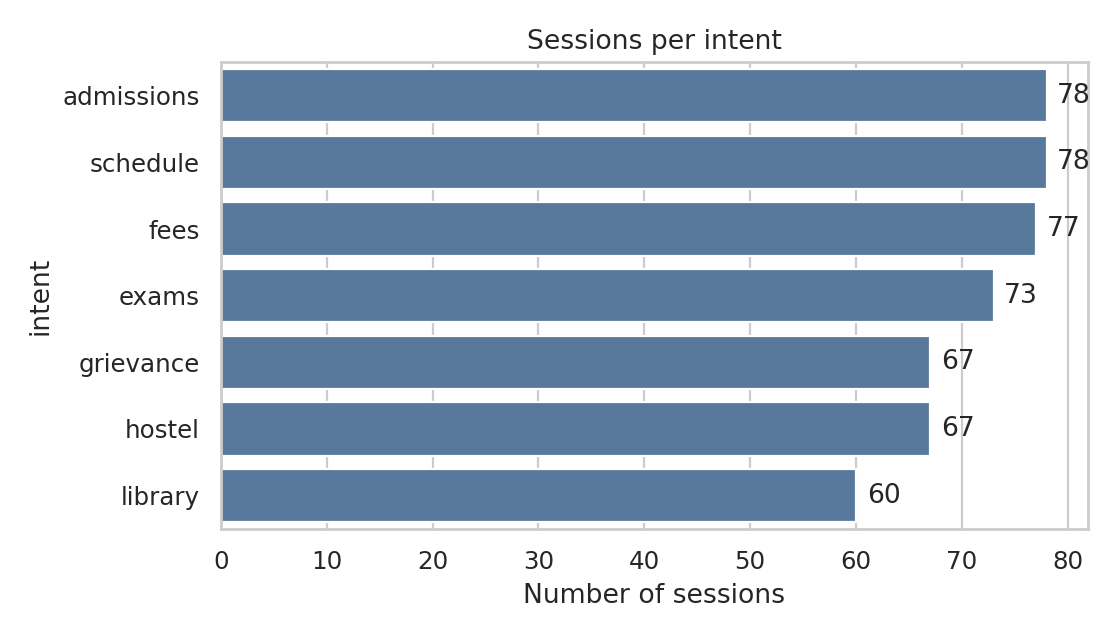 Sessions per intent
admissions 78
schedule 78
fees 77
exams 73
grievance 67
hostel 67
library 60
intent
0 10 20 30 40 50 60 70 80
Number of sessions